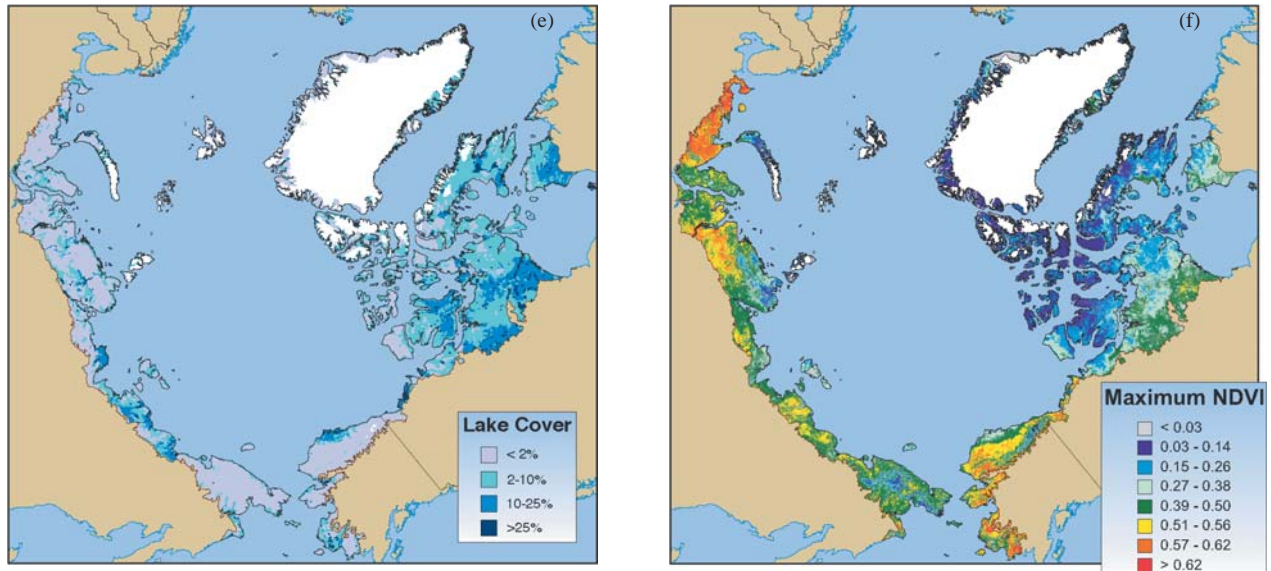 (e)
Lake Cover
< 2%
2-10%
10-25%
>25%
(f)
Maximum NDVI
< 0.03
0.03 - 0.14
0.15 - 0.26
0.27 - 0.38
0.39 - 0.50
0.51 - 0.56
0.57 - 0.62
> 0.62